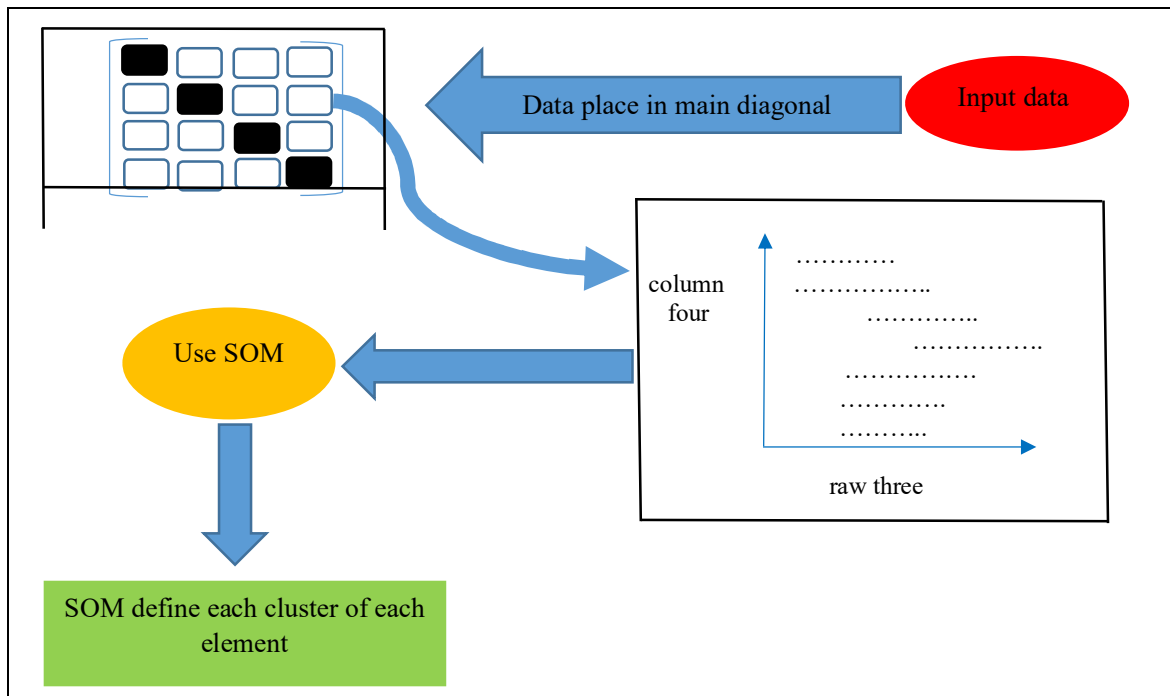 Input data
Data place in main diagonal
column
four
…………
……………..
…………..
…………….
………………
………….
………..
raw three
Use SOM
SOM define each cluster of each
element